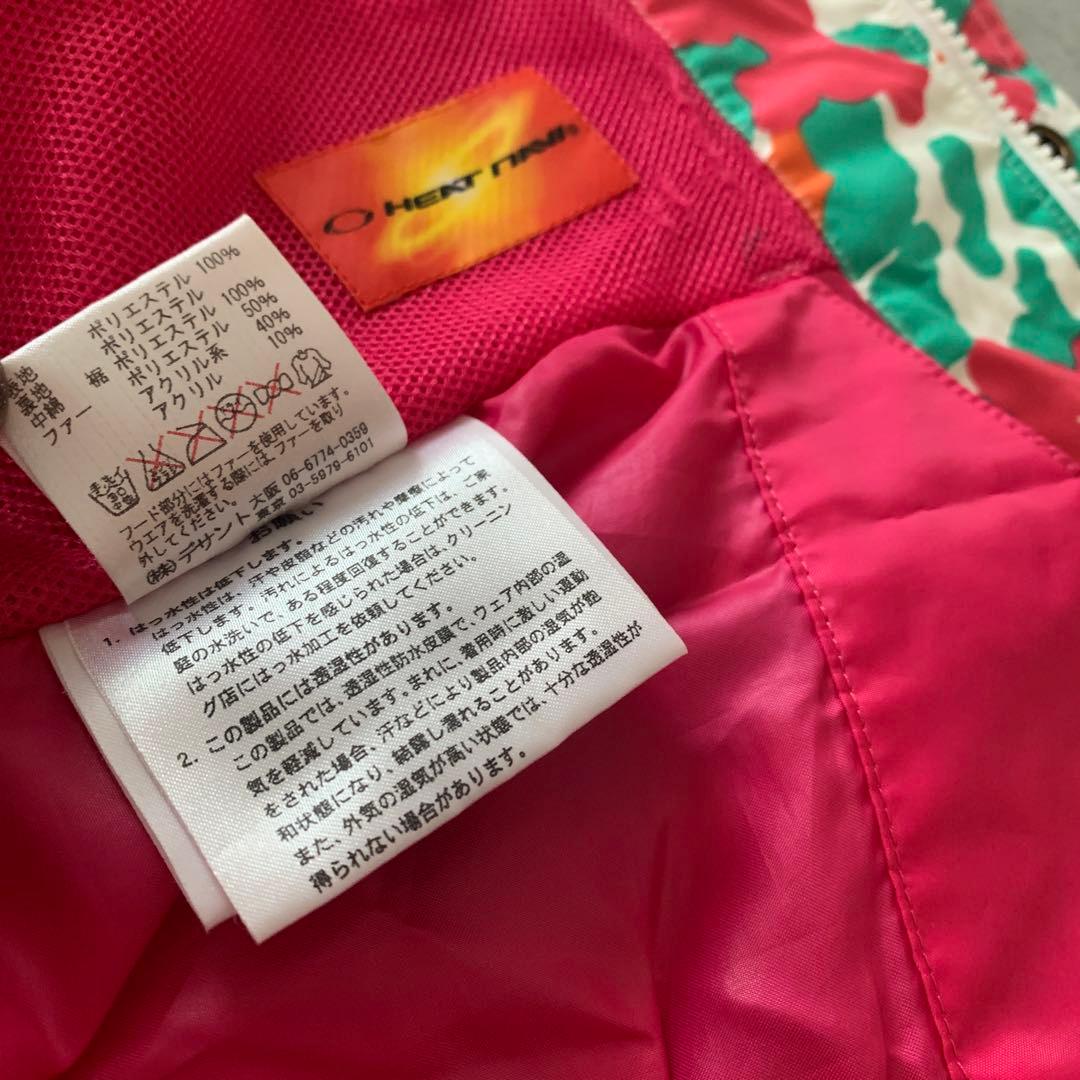 HEAT NAVI®
表地 ポリエステル 100%
裏地 ポリエステル 100%
中綿 裾 ポリエステル 50%
ファー アクリル系 40%
アクリル 10%
手洗イ
30
中性
フード部分にはファーを使用しています。
ウエアを洗濯する際には、ファーを取り
外してください。
(株)デサント 大阪 06-6774-0359
東京 03-5979-6101
お願い
1. はっ水性は低下します。
はっ水性は、汗や皮脂などの汚れや摩擦によって
低下します。汚れによるはっ水性の低下は、ご家
庭の水洗いで、ある程度回復することができます。
はっ水性の低下を感じられた場合は、クリーニン
グ店にはっ水加工を依頼してください。
2. この製品には透湿性があります。
この製品では、透湿性防水皮膜で、ウェア内部の湿
気を軽減しています。まれに、着用時に激しい運動
をされた場合、汗などにより製品内部の湿気が飽
和状態になり、結露し濡れることがあります。
また、外気の湿気が高い状態では、十分な透湿性が
得られない場合があります。